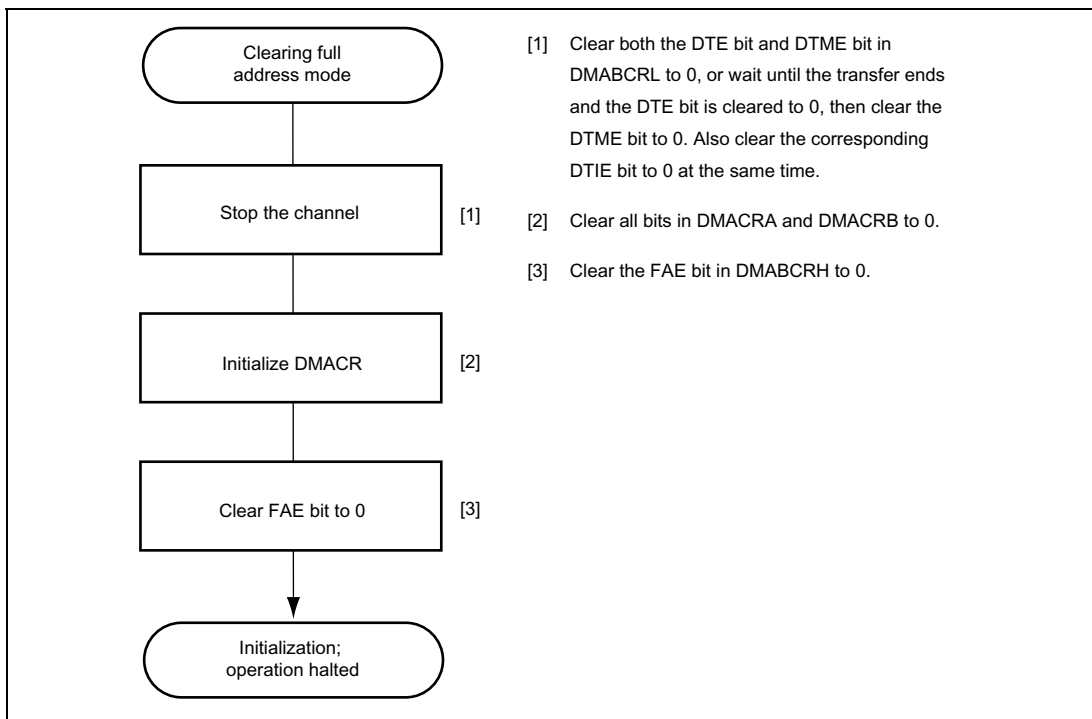 Clearing full
address mode
Stop the channel
[1]
Initialize DMACR
[2]
Clear FAE bit to 0
[3]
Initialization;
operation halted
[1] Clear both the DTE bit and DTME bit in
DMABCRL to 0, or wait until the transfer ends
and the DTE bit is cleared to 0, then clear the
DTME bit to 0. Also clear the corresponding
DTIE bit to 0 at the same time.
[2] Clear all bits in DMACRA and DMACRB to 0.
[3] Clear the FAE bit in DMABCRH to 0.